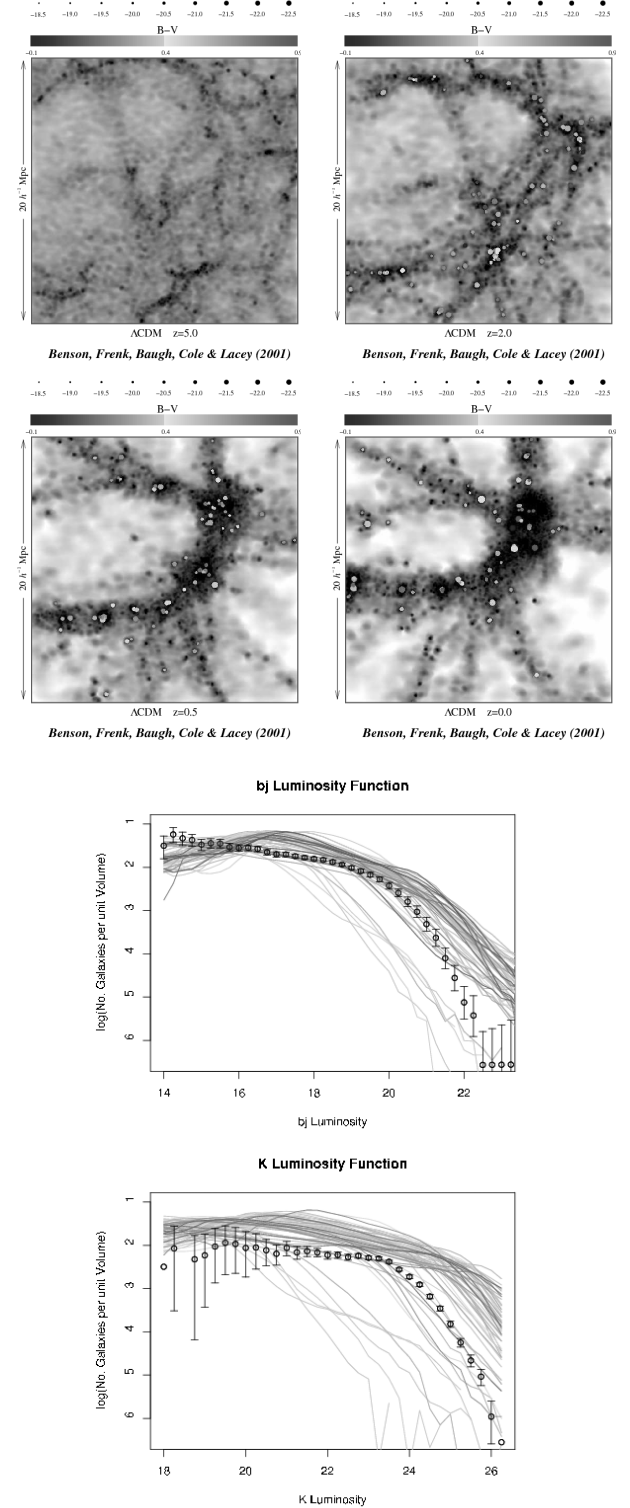 −18.5 −19.0 −19.5 −20.0 −20.5 −21.0 −21.5 −22.0 −22.5
−18.5 −19.0 −19.5 −20.0 −20.5 −21.0 −21.5 −22.0 −22.5
B−V
B−V
−0.1 0.4 0.9
−0.1 0.4 0.9
20 h⁻¹ Mpc
20 h⁻¹ Mpc
ΛCDM z=5.0
ΛCDM z=2.0
Benson, Frenk, Baugh, Cole & Lacey (2001)
Benson, Frenk, Baugh, Cole & Lacey (2001)
−18.5 −19.0 −19.5 −20.0 −20.5 −21.0 −21.5 −22.0 −22.5
−18.5 −19.0 −19.5 −20.0 −20.5 −21.0 −21.5 −22.0 −22.5
B−V
B−V
−0.1 0.4 0.9
−0.1 0.4 0.9
20 h⁻¹ Mpc
20 h⁻¹ Mpc
ΛCDM z=0.5
ΛCDM z=0.0
Benson, Frenk, Baugh, Cole & Lacey (2001)
Benson, Frenk, Baugh, Cole & Lacey (2001)
bj Luminosity Function
log(No. Galaxies per unit Volume)
1
2
3
4
5
6
14 16 18 20 22
bj Luminosity
K Luminosity Function
log(No. Galaxies per unit Volume)
1
2
3
4
5
6
18 20 22 24 26
K Luminosity